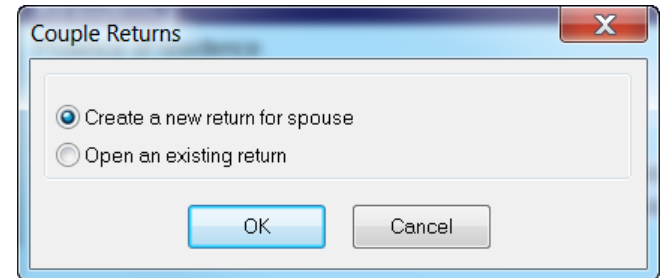 Couple Returns
Create a new return for spouse
Open an existing return
OK
Cancel